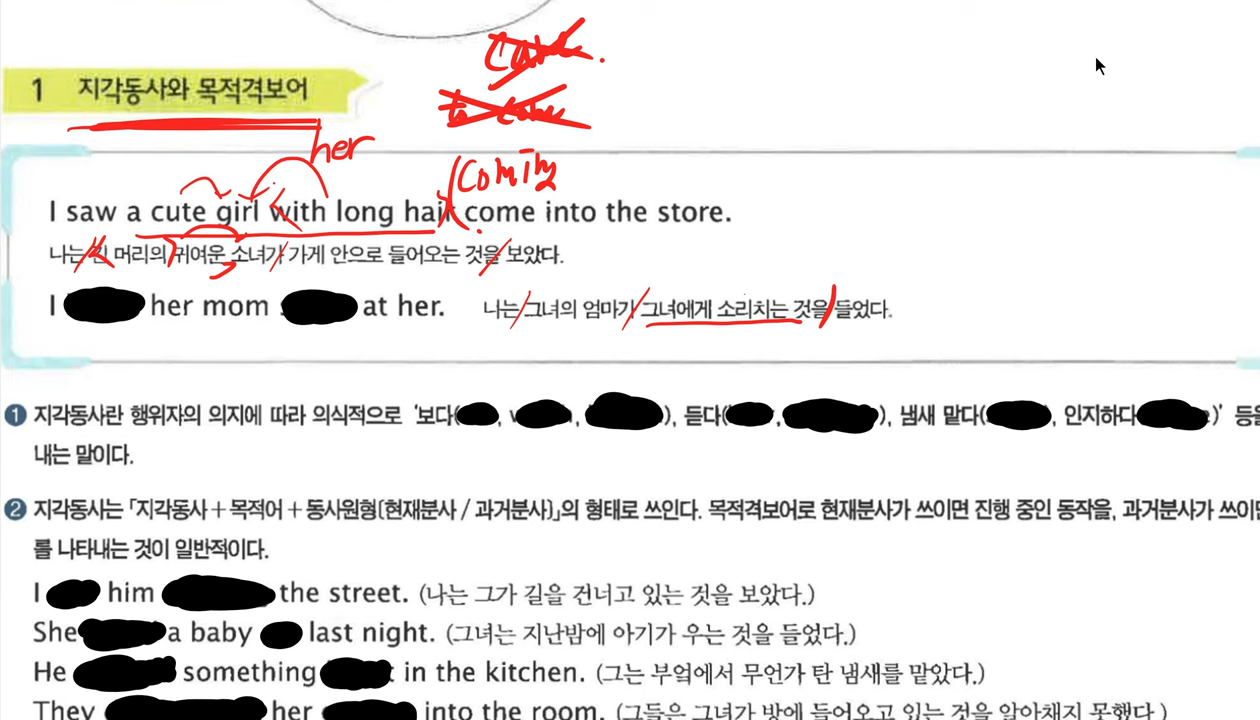 1 지각동사와 목적격보어
her
coming
I saw a cute girl with long hair come into the store.
나는 긴 머리의 귀여운 소녀가 가게 안으로 들어오는 것을 보았다.
I her mom at her. 나는 그녀의 엄마가 그녀에게 소리치는 것을 들었다.
1 지각동사란 행위자의 의지에 따라 의식적으로 '보다( , , ), 듣다( , ), 냄새 맡다( ), 인지하다 )' 등을
내는 말이다.
2 지각동사는 「지각동사+목적어+동사원형(현재분사/과거분사)」의 형태로 쓰인다. 목적격보어로 현재분사가 쓰이면 진행 중인 동작을, 과거분사가 쓰이면
를 나타내는 것이 일반적이다.
I him the street. (나는 그가 길을 건너고 있는 것을 보았다.)
She a baby last night. (그녀는 지난밤에 아기가 우는 것을 들었다.)
He something in the kitchen. (그는 부엌에서 무언가 탄 냄새를 맡았다.)
They her into the room. (그들은 그녀가 방에 들어오고 있는 것을 알아채지 못했다.)